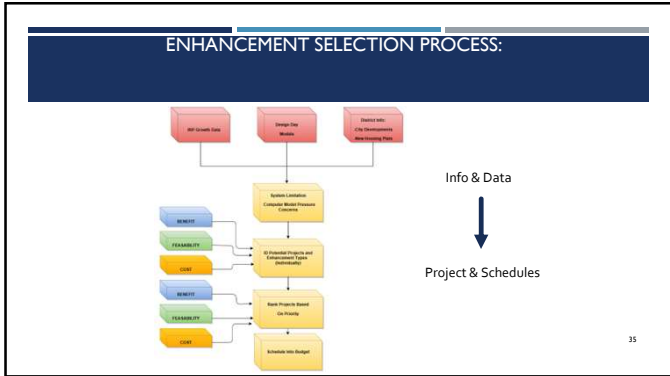 ENHANCEMENT SELECTION PROCESS:
IRP Growth Data
Design Day
Models
District Info:
City Developments
New Housing Plats
System Limitation
Computer Model Pressure
Concerns
BENEFIT
FEASABILITY
COST
ID Potential Projects and
Enhancement Types
(Individually)
BENEFIT
FEASABILITY
COST
Rank Projects Based
On Priority
Schedule Into Budget
Info & Data
Project & Schedules
35